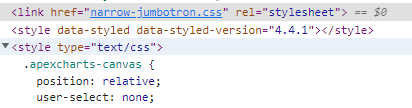 <link href="narrow-jumbotron.css" rel="stylesheet"> == $0
<style data-styled data-styled-version="4.4.1"></style>
▼<style type="text/css">
.apexcharts-canvas {
position: relative;
user-select: none;